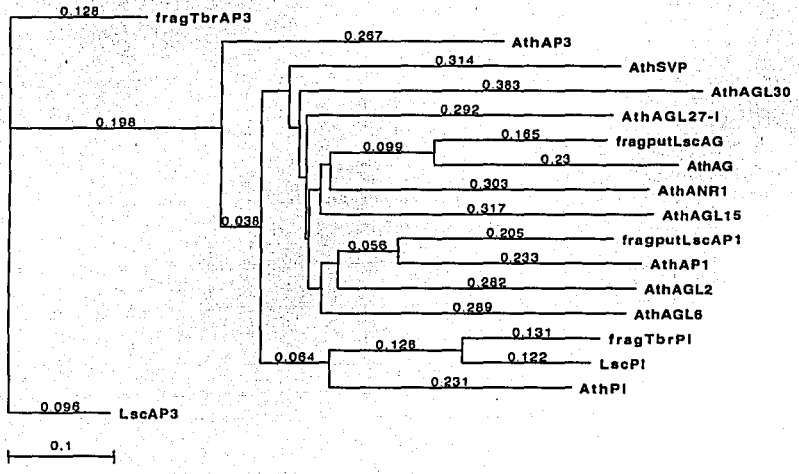 0.128 fragTbrAP3
0.267 AthAP3
0.314 AthSVP
0.383 AthAGL30
0.292 AthAGL27-I
0.198
0.165 fragputLscAG
0.099
0.23 AthAG
0.303 AthANR1
0.317 AthAGL15
0.038
0.205 fragputLscAP1
0.056
0.233 AthAP1
0.282 AthAGL2
0.289 AthAGL6
0.131 fragTbrPI
0.126
0.064
0.122 LscPI
0.231 AthPI
0.096 LscAP3
0.1